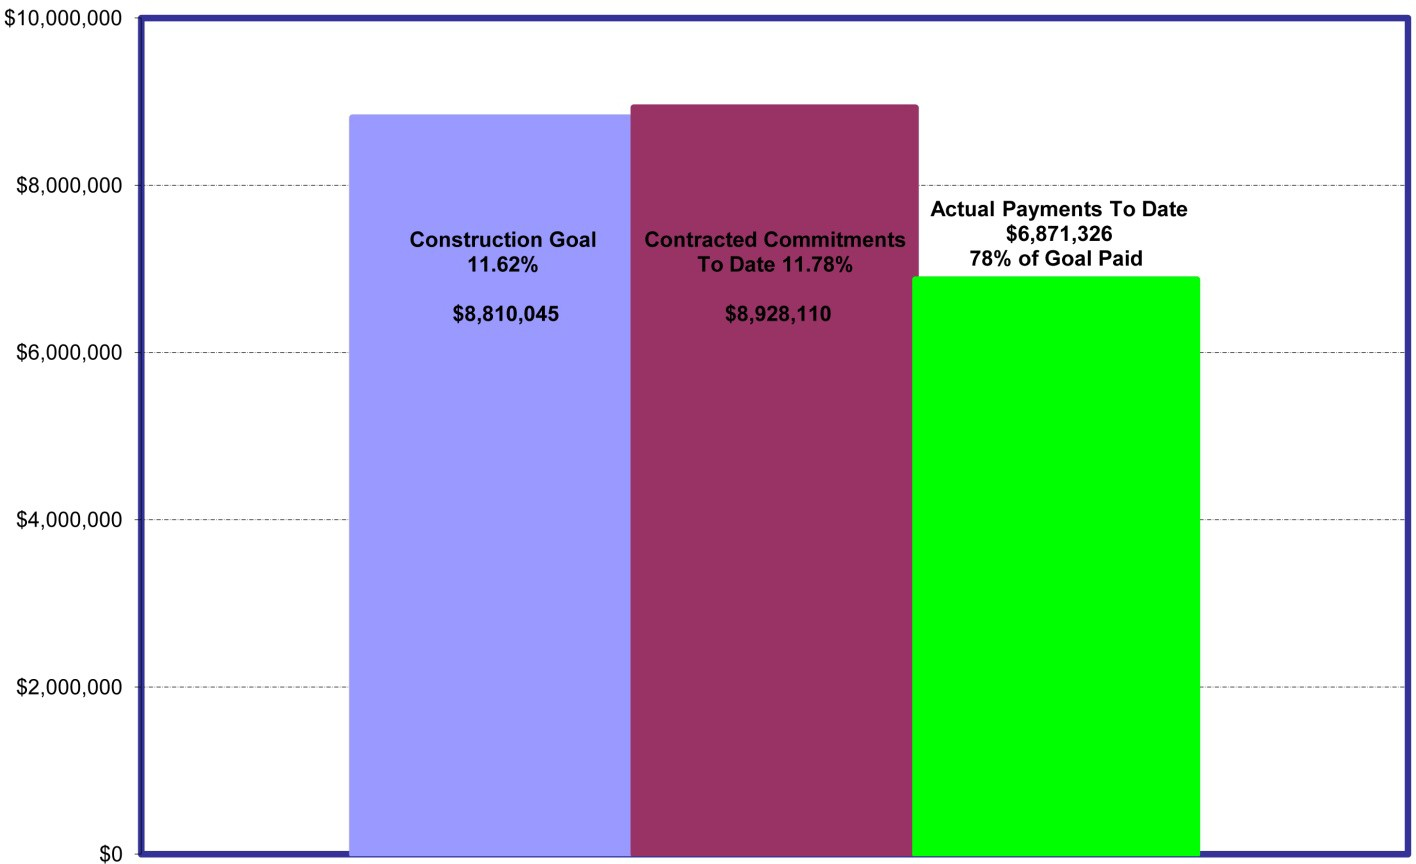 $10,000,000
$8,000,000
$6,000,000
$4,000,000
$2,000,000
$0
Construction Goal
11.62%
$8,810,045
Contracted Commitments
To Date 11.78%
$8,928,110
Actual Payments To Date
$6,871,326
78% of Goal Paid